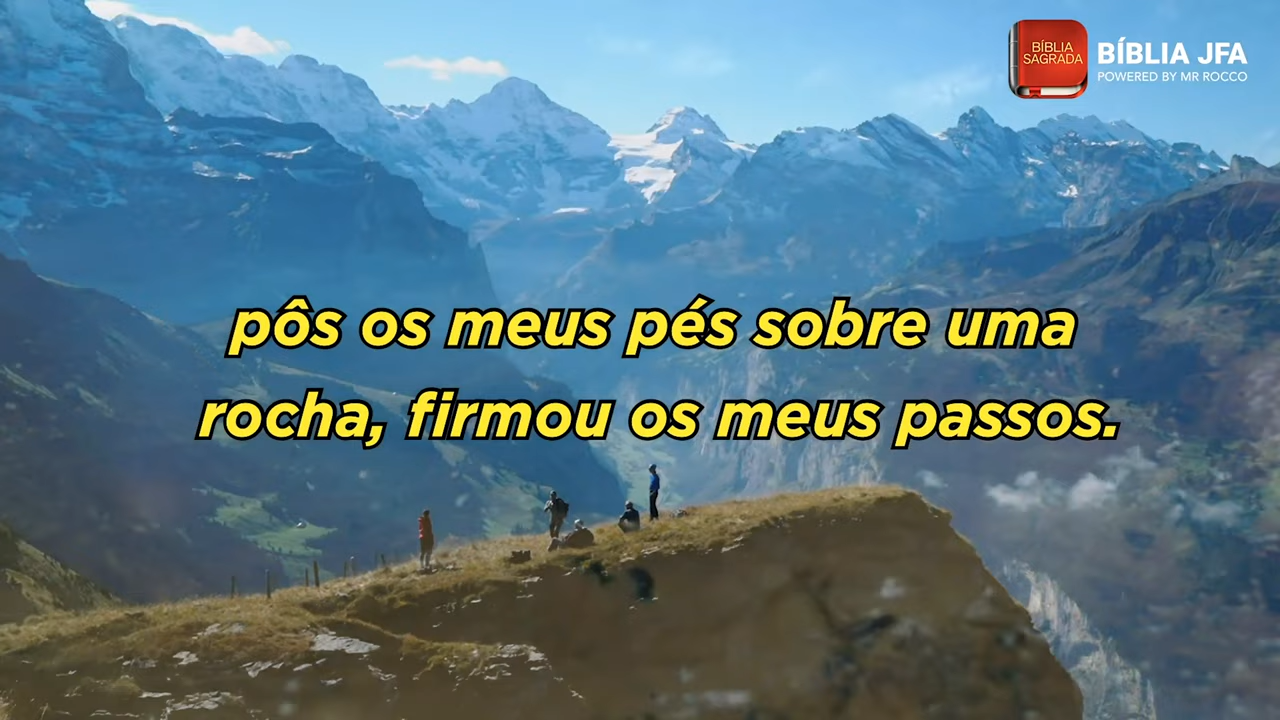 BÍBLIA
SAGRADA
BÍBLIA JFA
POWERED BY MR ROCCO
pôs os meus pés sobre uma
rocha, firmou os meus passos.